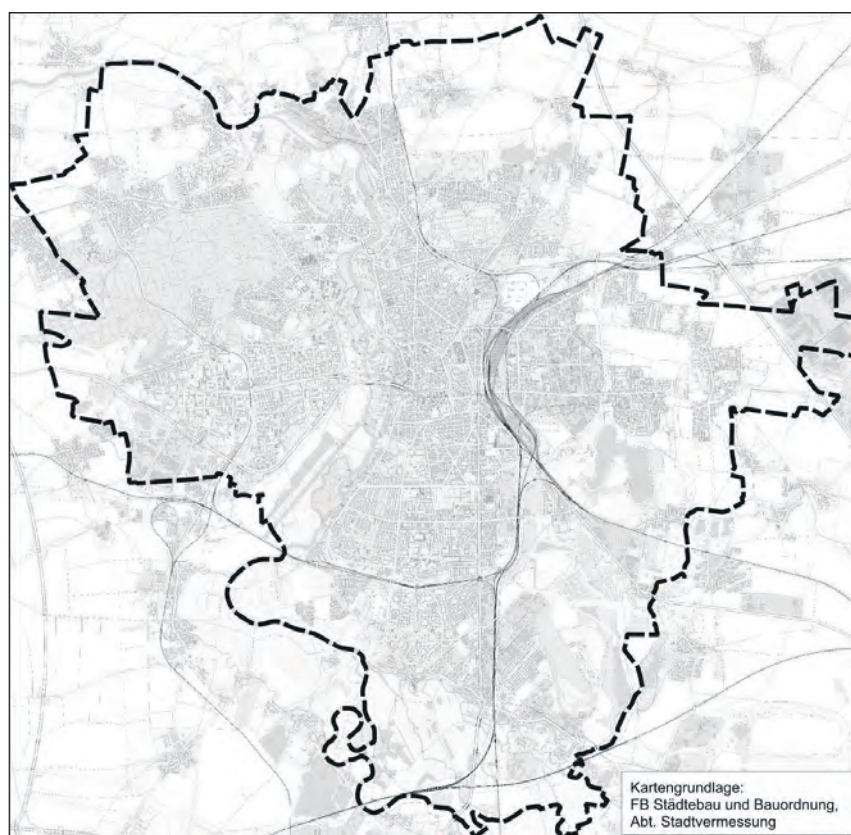 Kartengrundlage:
FB Städtebau und Bauordnung,
Abt. Stadtvermessung